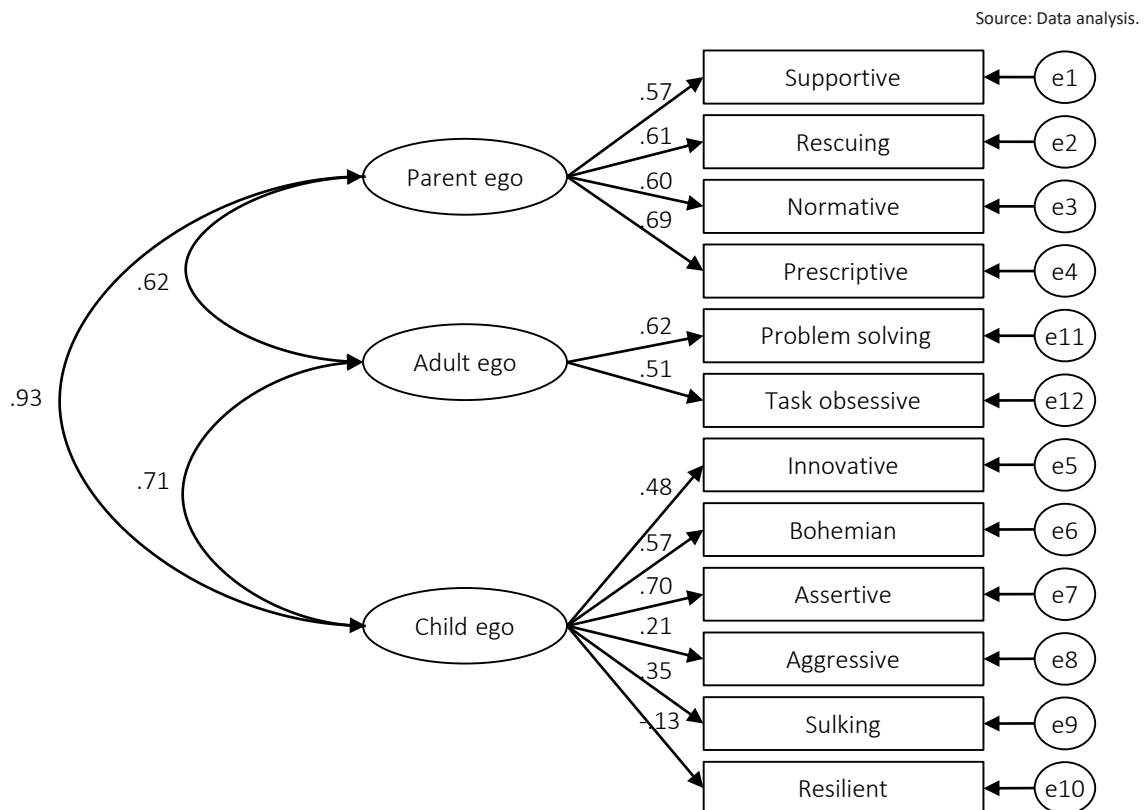 Source: Data analysis.
Supportive
e1
.57
Rescuing
e2
.61
Parent ego
.60
Normative
e3
.69
Prescriptive
e4
.62
.62
Problem solving
e11
Adult ego
.51
Task obsessive
e12
.93
.71
Innovative
e5
.48
Bohemian
e6
.57
.70
Assertive
e7
Child ego
.21
Aggressive
e8
.35
Sulking
e9
-.13
Resilient
e10